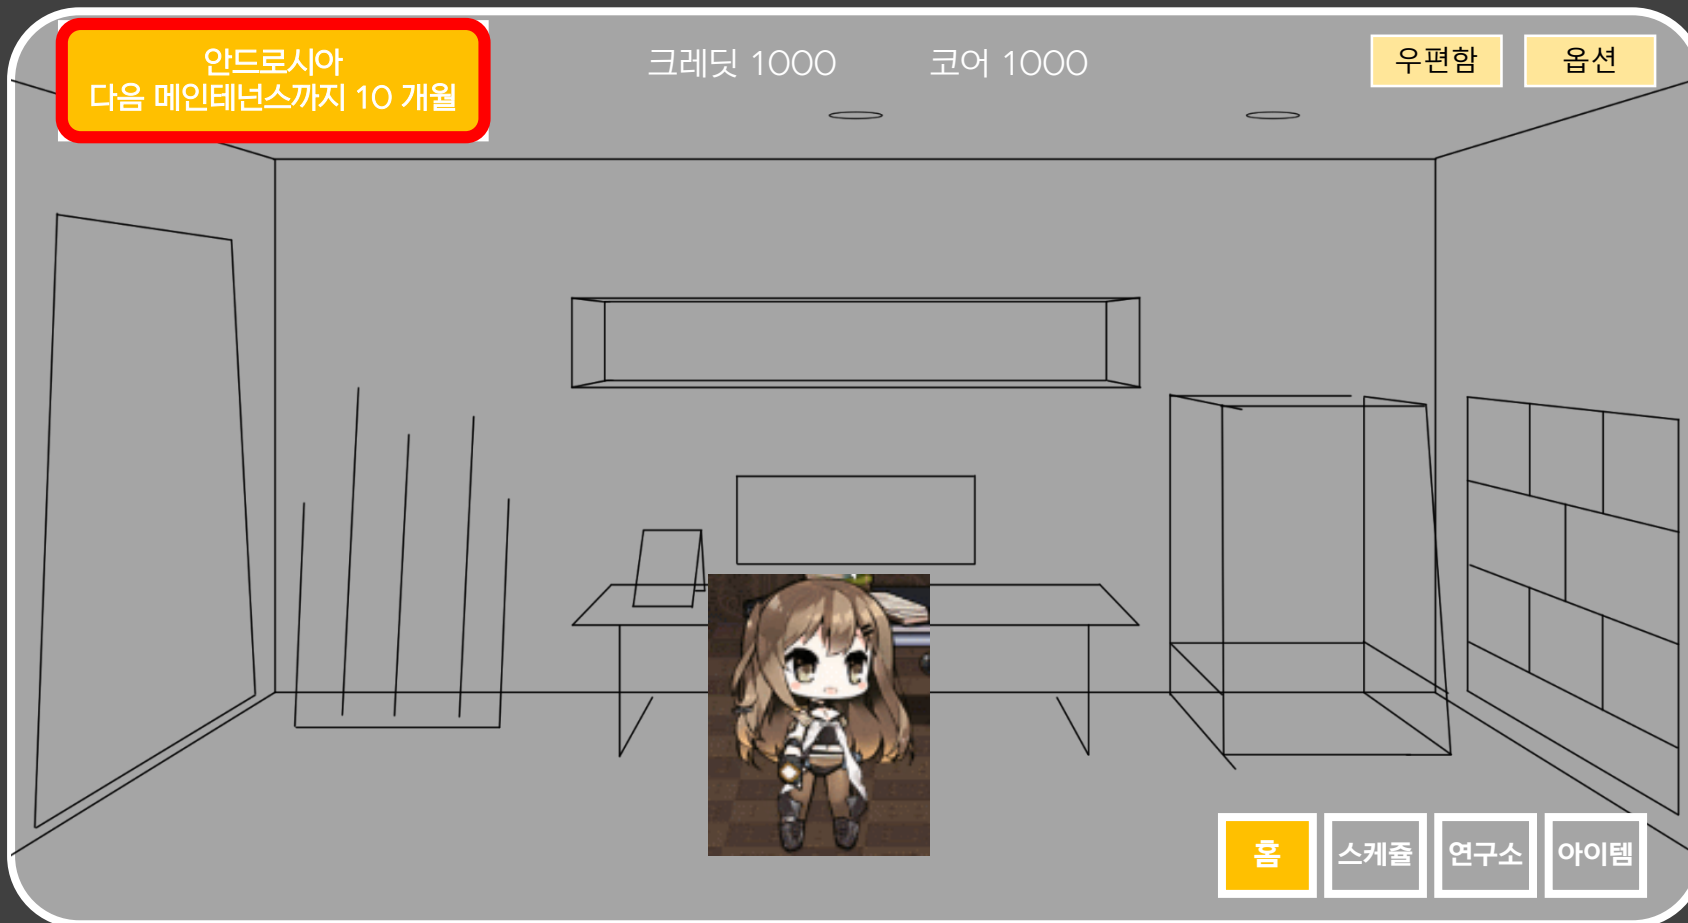 안드로시아
다음 메인테넌스까지 10 개월
크레딧 1000
코어 1000
우편함
옵션
홈
스케쥴
연구소
아이템